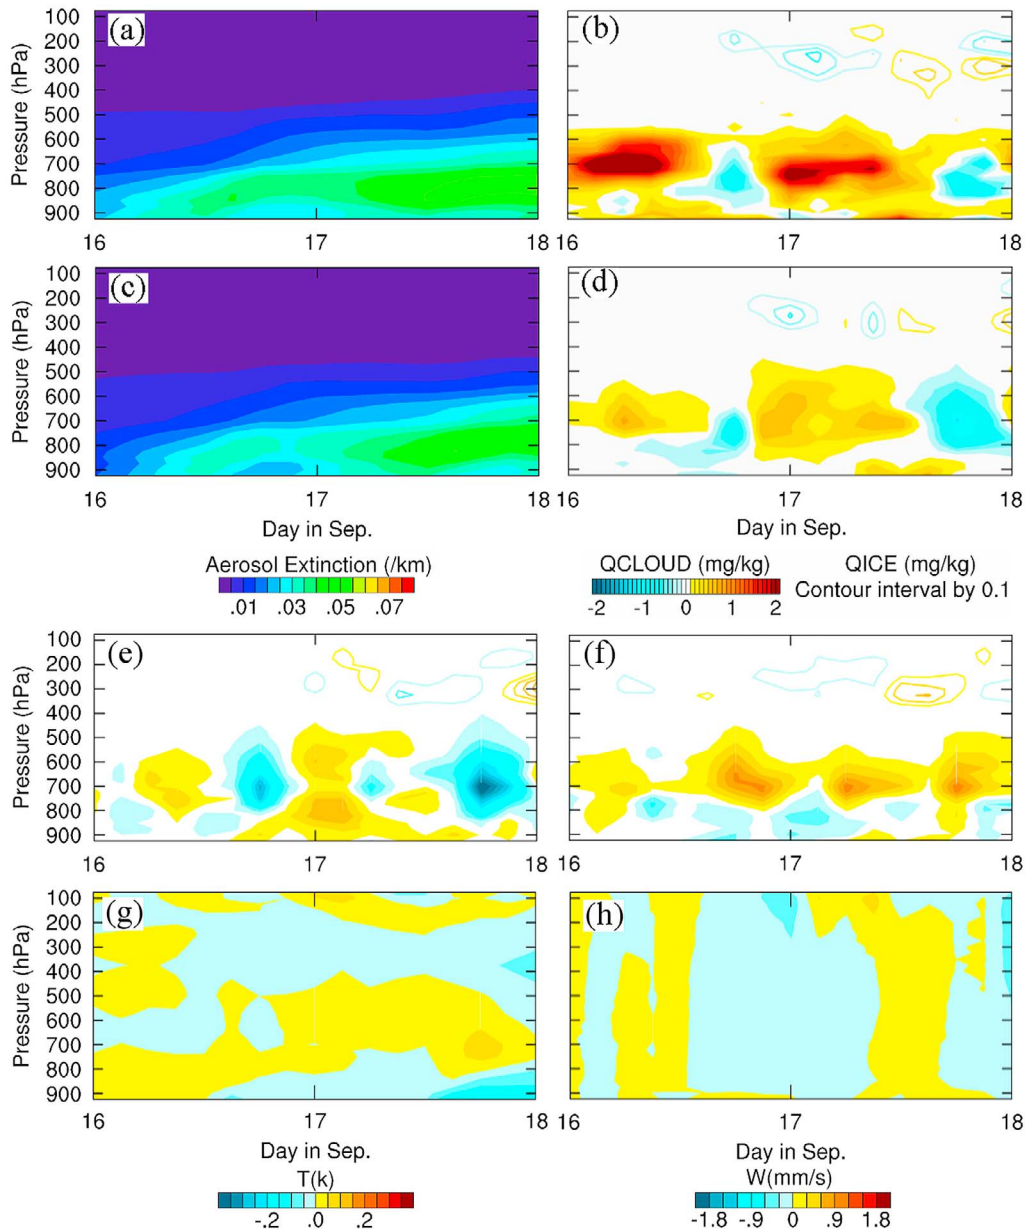 (a)
(b)
Pressure (hPa)
100
200
300
400
500
600
700
800
900
16 17 18
16 17 18
(c)
(d)
Pressure (hPa)
100
200
300
400
500
600
700
800
900
16 17 18
16 17 18
Day in Sep.
Day in Sep.
Aerosol Extinction (/km)
.01 .03 .05 .07
QCLOUD (mg/kg)
-2 -1 0 1 2
QICE (mg/kg)
Contour interval by 0.1
(e)
(f)
Pressure (hPa)
100
200
300
400
500
600
700
800
900
16 17 18
16 17 18
(g)
(h)
Pressure (hPa)
100
200
300
400
500
600
700
800
900
16 17 18
16 17 18
Day in Sep.
Day in Sep.
T(k)
-.2 .0 .2
W(mm/s)
-1.8 -.9 0 .9 1.8